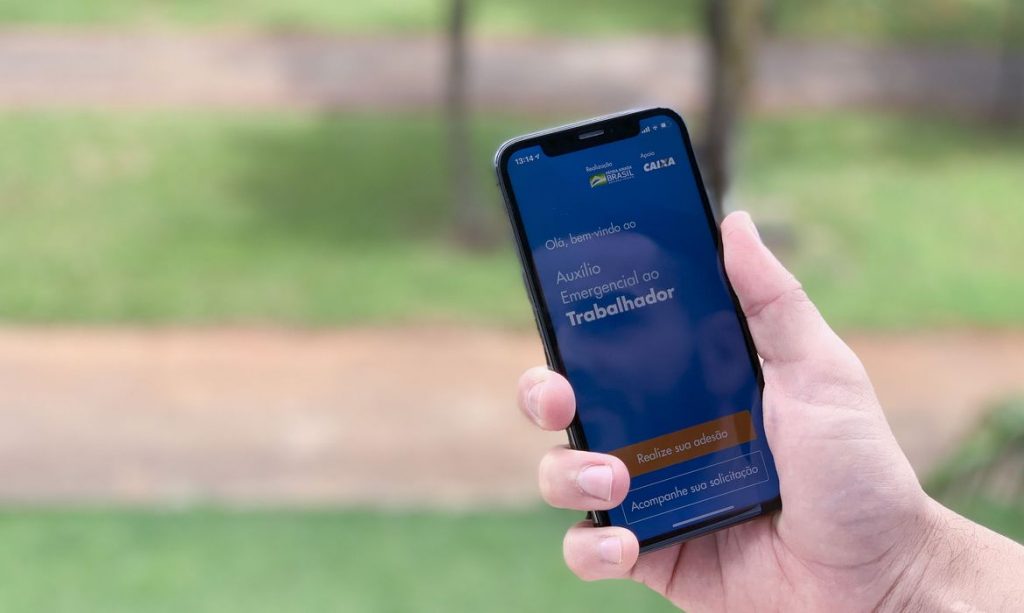 13:14
Realização
Apoio
BRASIL
CAIXA
Olá, bem-vindo ao
Auxílio
Emergencial ao
Trabalhador
Realize sua adesão
Acompanhe sua solicitação